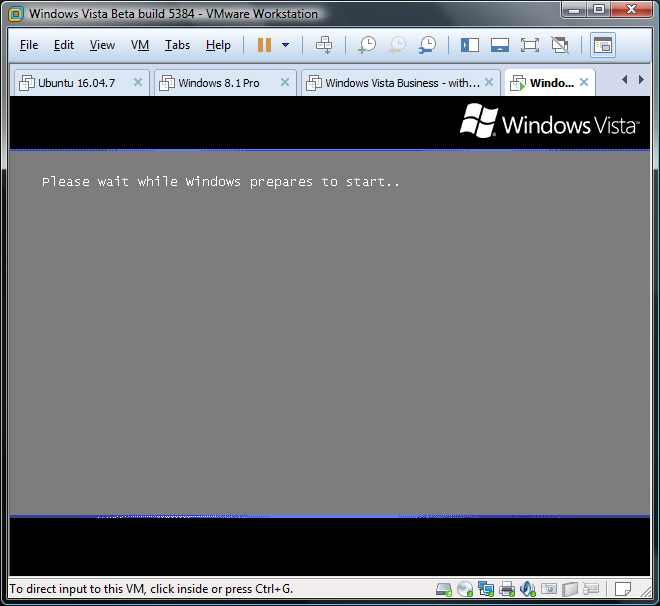 Windows Vista Beta build 5384 - VMware Workstation
File Edit View VM Tabs Help
Ubuntu 16.04.7 Windows 8.1 Pro Windows Vista Business - with... Windo...
Windows Vista™
Please wait while Windows prepares to start..
To direct input to this VM, click inside or press Ctrl+G.